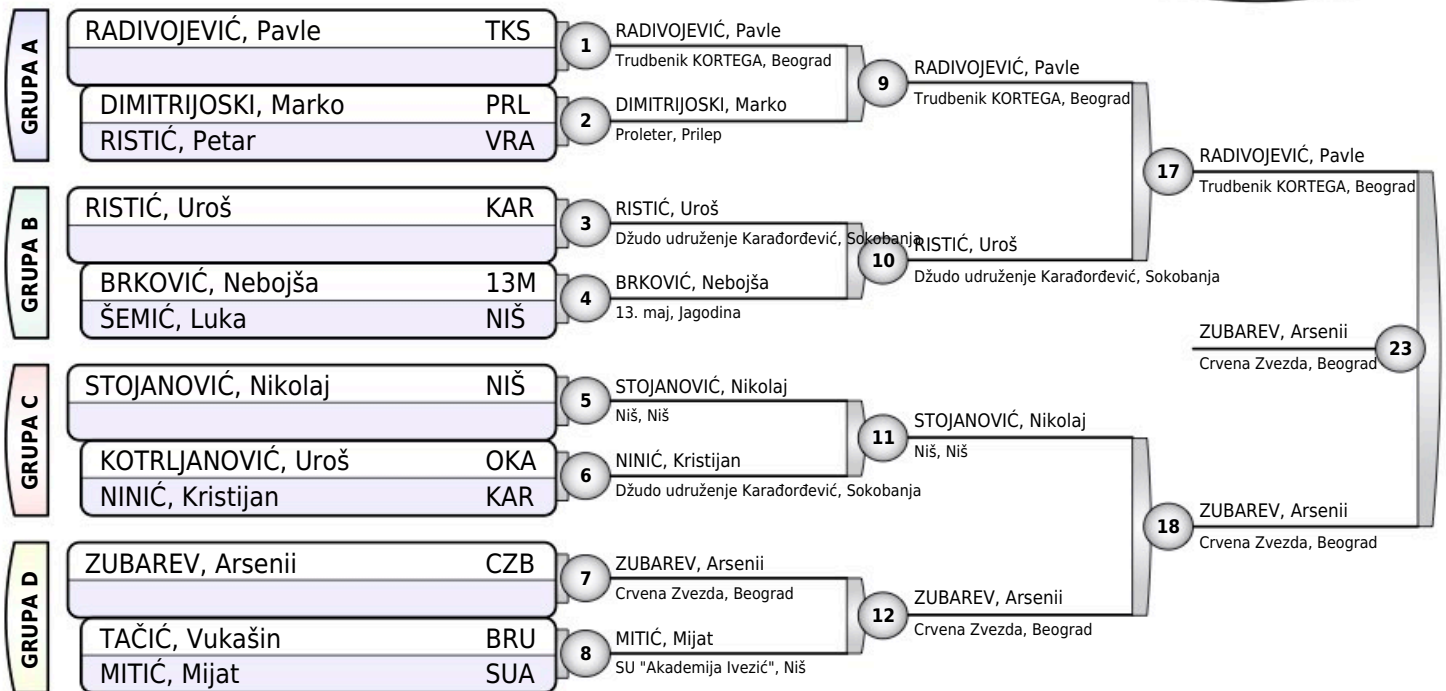 GRUPA A
RADIVOJEVIĆ, Pavle TKS
DIMITRIJOSKI, Marko PRL
RISTIĆ, Petar VRA
GRUPA B
RISTIĆ, Uroš KAR
BRKOVIĆ, Nebojša 13M
ŠEMIĆ, Luka NIŠ
GRUPA C
STOJANOVIĆ, Nikolaj NIŠ
KOTRLJANOVIĆ, Uroš OKA
NINIĆ, Kristijan KAR
GRUPA D
ZUBAREV, Arsenii CZB
TAČIĆ, Vukašin BRU
MITIĆ, Mijat SUA
1
RADIVOJEVIĆ, Pavle
Trudbenik KORTEGA, Beograd
2
DIMITRIJOSKI, Marko
Proleter, Prilep
3
RISTIĆ, Uroš
Džudo udruženje Karađorđević, Sokobanja
4
BRKOVIĆ, Nebojša
13. maj, Jagodina
5
STOJANOVIĆ, Nikolaj
Niš, Niš
6
NINIĆ, Kristijan
Džudo udruženje Karađorđević, Sokobanja
7
ZUBAREV, Arsenii
Crvena Zvezda, Beograd
8
MITIĆ, Mijat
SU "Akademija Ivezić", Niš
9
RADIVOJEVIĆ, Pavle
Trudbenik KORTEGA, Beograd
10
RISTIĆ, Uroš
Džudo udruženje Karađorđević, Sokobanja
11
STOJANOVIĆ, Nikolaj
Niš, Niš
12
ZUBAREV, Arsenii
Crvena Zvezda, Beograd
17
RADIVOJEVIĆ, Pavle
Trudbenik KORTEGA, Beograd
18
ZUBAREV, Arsenii
Crvena Zvezda, Beograd
ZUBAREV, Arsenii
Crvena Zvezda, Beograd
23